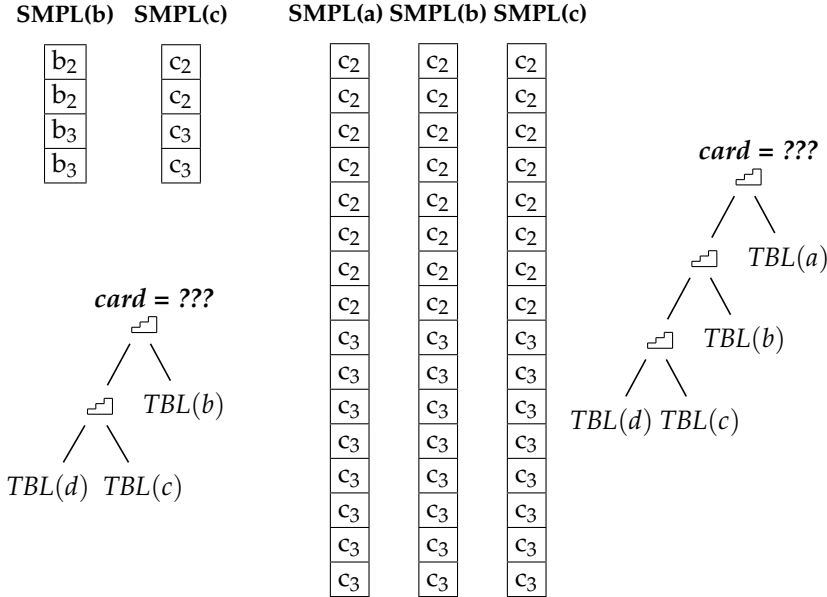 SMPL(b) SMPL(c) SMPL(a) SMPL(b) SMPL(c)
b₂ c₂ c₂ c₂ c₂
b₂ c₂ c₂ c₂ c₂
b₃ c₃ c₂ c₂ c₂
b₃ c₃ c₂ c₂ c₂
c₂ c₂ c₂
c₂ c₂ c₂
c₂ c₂ c₂
c₂ c₂ c₂
c₃ c₃ c₃
c₃ c₃ c₃
c₃ c₃ c₃
c₃ c₃ c₃
c₃ c₃ c₃
c₃ c₃ c₃
c₃ c₃ c₃
c₃ c₃ c₃
card = ???
TBL(b)
TBL(d) TBL(c)
card = ???
TBL(a)
TBL(b)
TBL(d) TBL(c)